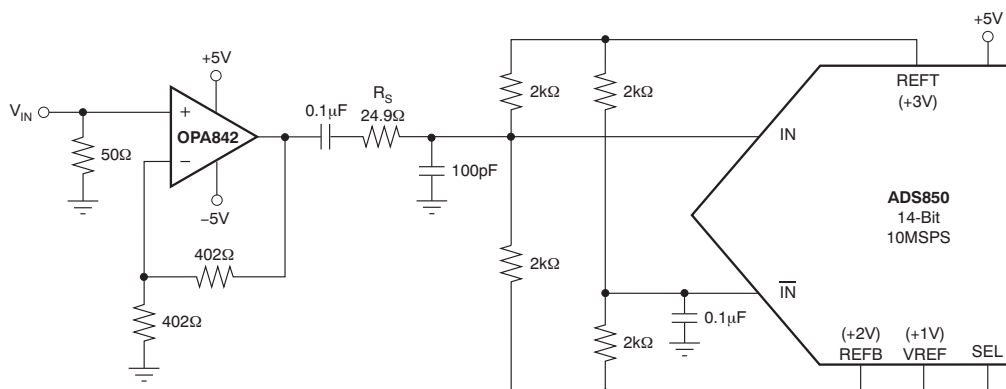 +5V
+5V
V_IN
+
OPA842
−
−5V
50Ω
402Ω
402Ω
0.1μF
R_S
24.9Ω
100pF
2kΩ
2kΩ
2kΩ
2kΩ
0.1μF
REFT
(+3V)
IN
ADS850
14-Bit
10MSPS
I̅N̅
(+2V)
REFB
(+1V)
VREF
SEL